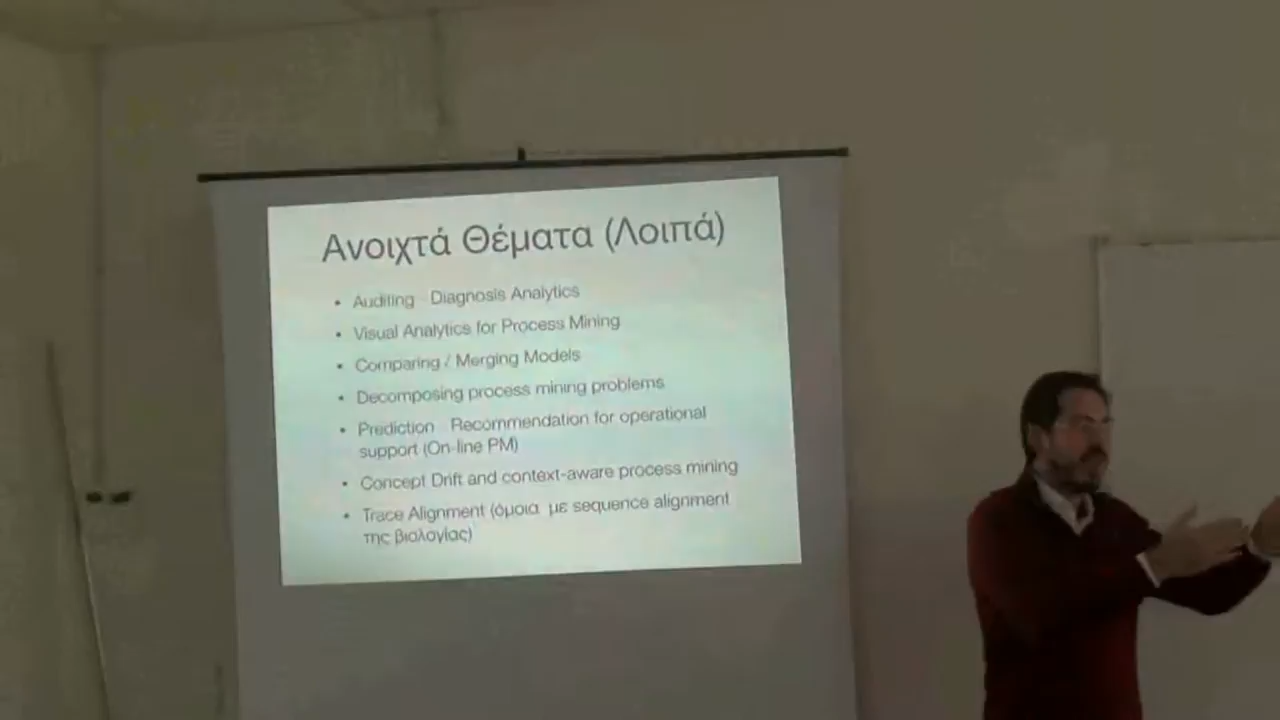 Ανοιχτά Θέματα (Λοιπά)
• Auditing - Diagnosis Analytics
• Visual Analytics for Process Mining
• Comparing / Merging Models
• Decomposing process mining problems
• Prediction - Recommendation for operational
support (On-line PM)
• Concept Drift and context-aware process mining
• Trace Alignment (όμοια με sequence alignment
της βιολογίας)